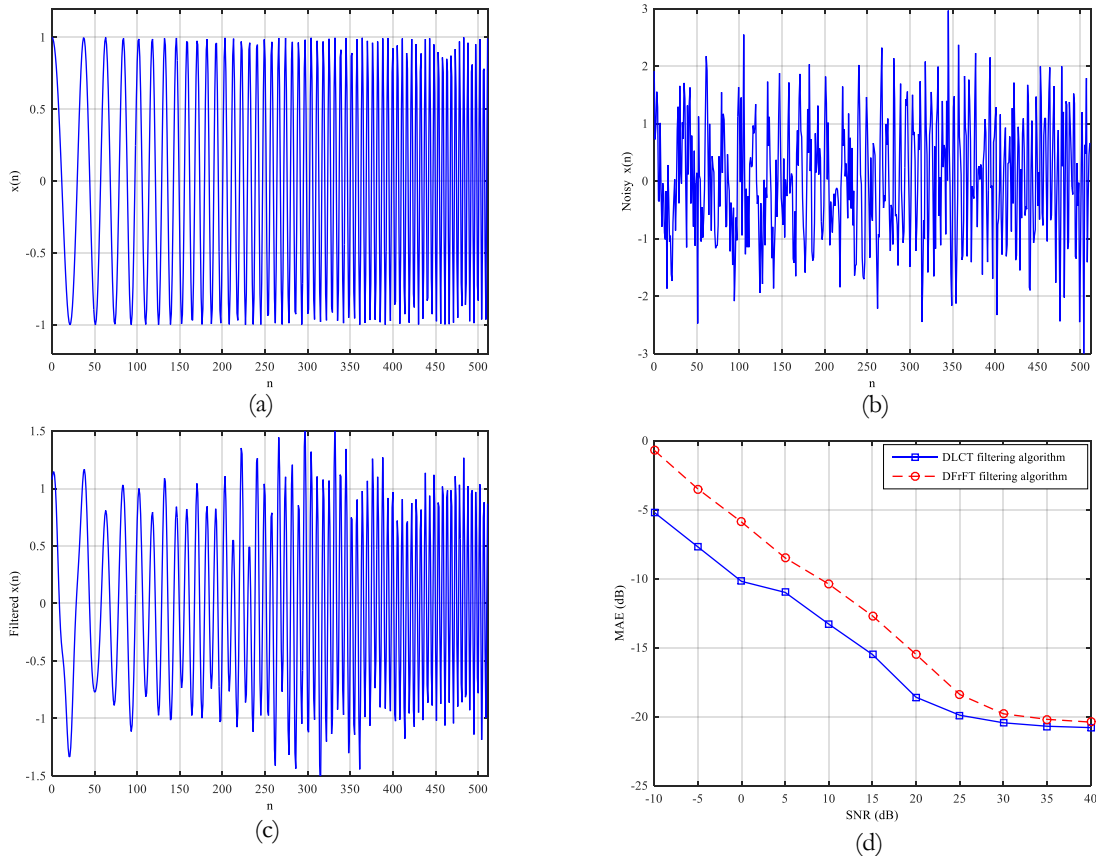 1
0.5
0
-0.5
-1
x(n)
0 50 100 150 200 250 300 350 400 450 500
n
(a)
3
2
1
0
-1
-2
-3
Noisy x(n)
0 50 100 150 200 250 300 350 400 450 500
n
(b)
1.5
1
0.5
0
-0.5
-1
-1.5
Filtered x(n)
0 50 100 150 200 250 300 350 400 450 500
n
(c)
0
-5
-10
-15
-20
-25
MAE (dB)
DLCT filtering algorithm
DFrFT filtering algorithm
-10 -5 0 5 10 15 20 25 30 35 40
SNR (dB)
(d)